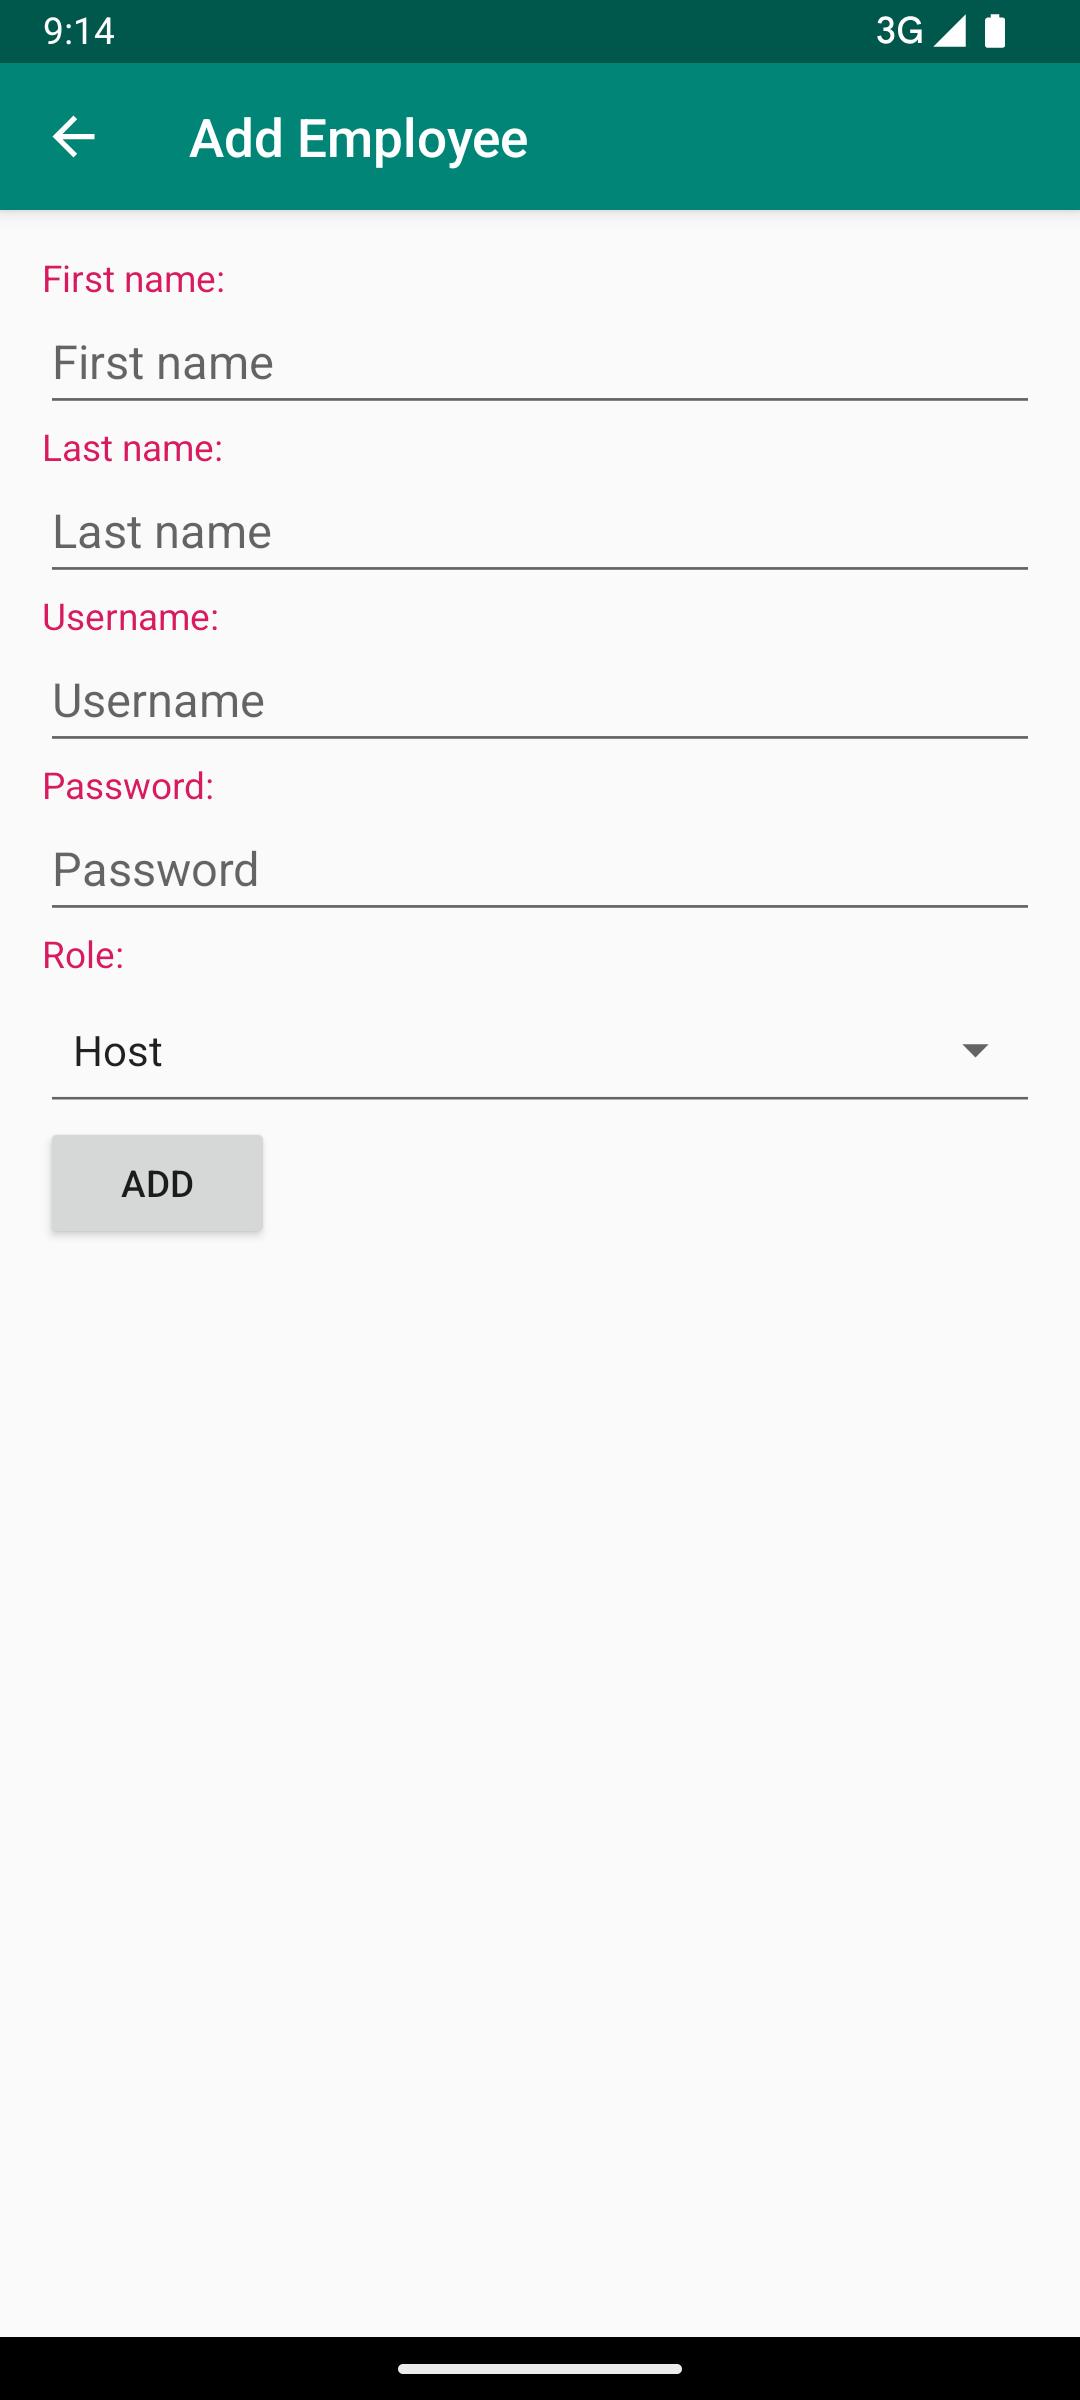 9:14
3G
Add Employee
First name:
First name
Last name:
Last name
Username:
Username
Password:
Password
Role:
Host
ADD